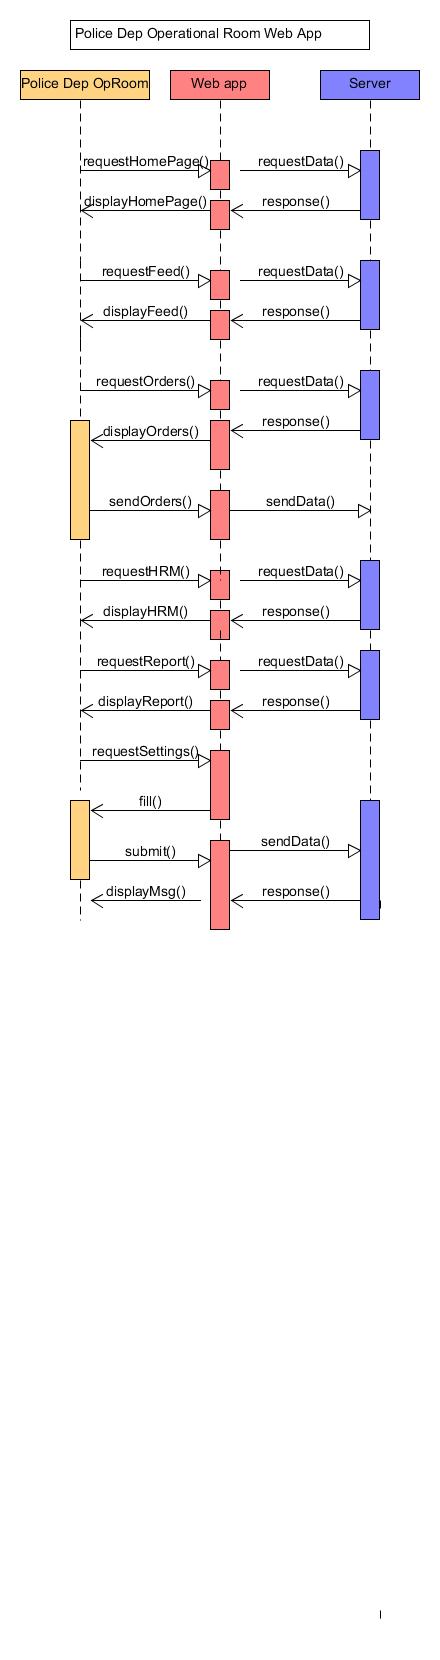 Police Dep Operational Room Web App
Police Dep OpRoom
Web app
Server
requestHomePage()
requestData()
displayHomePage()
response()
requestFeed()
requestData()
displayFeed()
response()
requestOrders()
requestData()
response()
displayOrders()
sendOrders()
sendData()
requestHRM()
requestData()
displayHRM()
response()
requestReport()
requestData()
displayReport()
response()
requestSettings()
fill()
sendData()
submit()
displayMsg()
response()